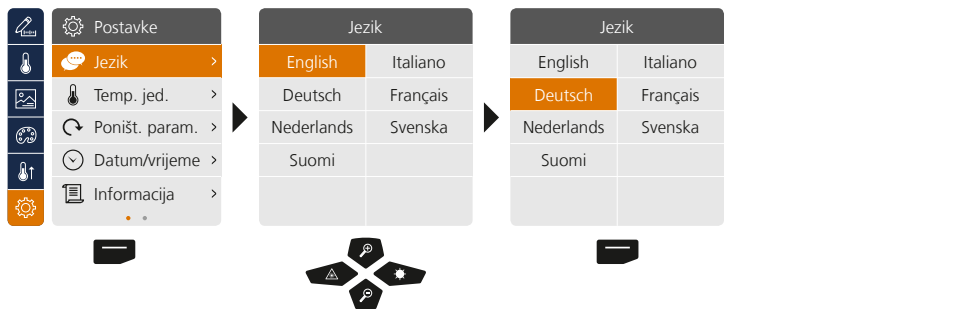 Postavke
Jezik
Temp. jed.
Poništ. param.
Datum/vrijeme
Informacija
Jezik
English Italiano
Deutsch Français
Nederlands Svenska
Suomi
Jezik
English Italiano
Deutsch Français
Nederlands Svenska
Suomi